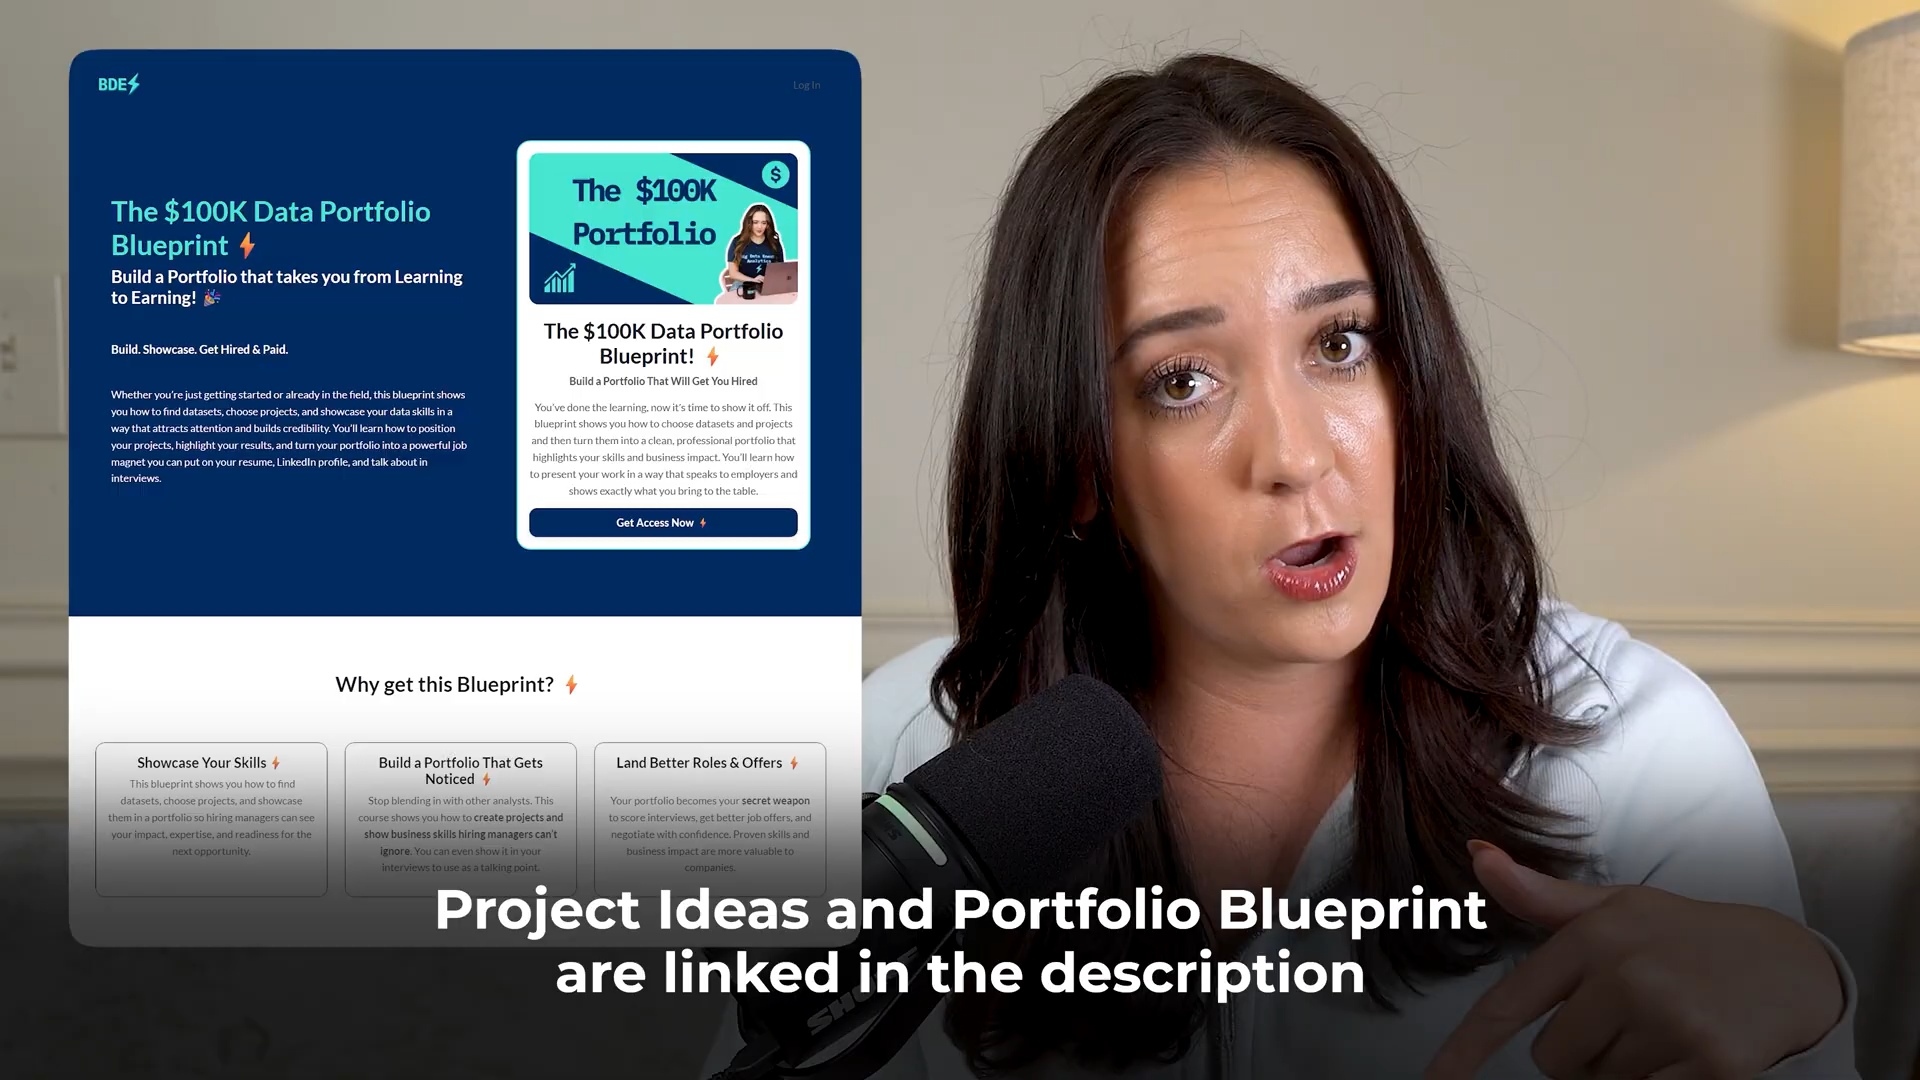 BDE
Log In
The $100K Data Portfolio
Blueprint
Build a Portfolio that takes you from Learning
to Earning!
Build. Showcase. Get Hired & Paid.
Whether you're just getting started or already in the field, this blueprint shows
you how to find datasets, choose projects, and showcase your data skills in a
way that attracts attention and builds credibility. You'll learn how to position
your projects, highlight your results, and turn your portfolio into a powerful job
magnet you can put on your resume, LinkedIn profile, and talk about in
interviews.
The $100K
Portfolio
$
The $100K Data Portfolio
Blueprint!
Build a Portfolio That Will Get You Hired
You've done the learning, now it's time to show it off. This
blueprint shows you how to choose datasets and projects
and then turn them into a clean, professional portfolio that
highlights your skills and business impact. You'll learn how
to present your work in a way that speaks to employers and
shows exactly what you bring to the table.
Get Access Now
Why get this Blueprint?
Showcase Your Skills
This blueprint shows you how to find
datasets, choose projects, and showcase
them in a portfolio so hiring managers can see
your impact, expertise, and readiness for the
next opportunity.
Build a Portfolio That Gets
Noticed
Stop blending in with other analysts. This
course shows you how to create projects and
show business skills hiring managers can't
ignore. You can even show it in your
interviews to use as a talking point.
Land Better Roles & Offers
Your portfolio becomes your secret weapon
to score interviews, get better job offers, and
negotiate with confidence. Proven skills and
business impact are more valuable to
companies.
Project Ideas and Portfolio Blueprint
are linked in the description